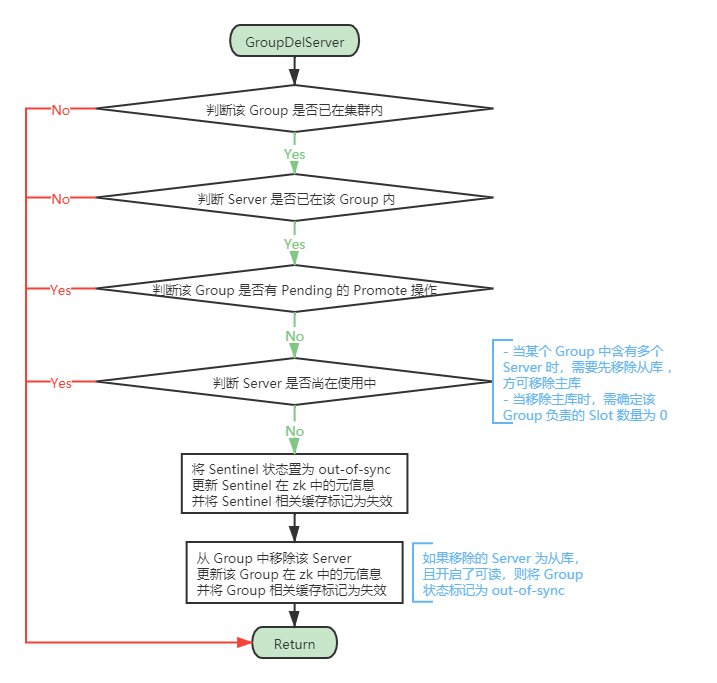 GroupDelServer
判断该 Group 是否已在集群内
No
Yes
判断 Server 是否已在该 Group 内
No
Yes
判断该 Group 是否有 Pending 的 Promote 操作
Yes
No
判断 Server 是否尚在使用中
Yes
- 当某个 Group 中含有多个
Server 时，需要先移除从库，
方可移除主库
- 当移除主库时，需确定该
Group 负责的 Slot 数量为 0
No
将 Sentinel 状态置为 out-of-sync
更新 Sentinel 在 zk 中的元信息
并将 Sentinel 相关缓存标记为失效
从 Group 中移除该 Server
更新该 Group 在 zk 中的元信息
并将 Group 相关缓存标记为失效
如果移除的 Server 为从库，
且开启了可读，则将 Group
状态标记为 out-of-sync
Return